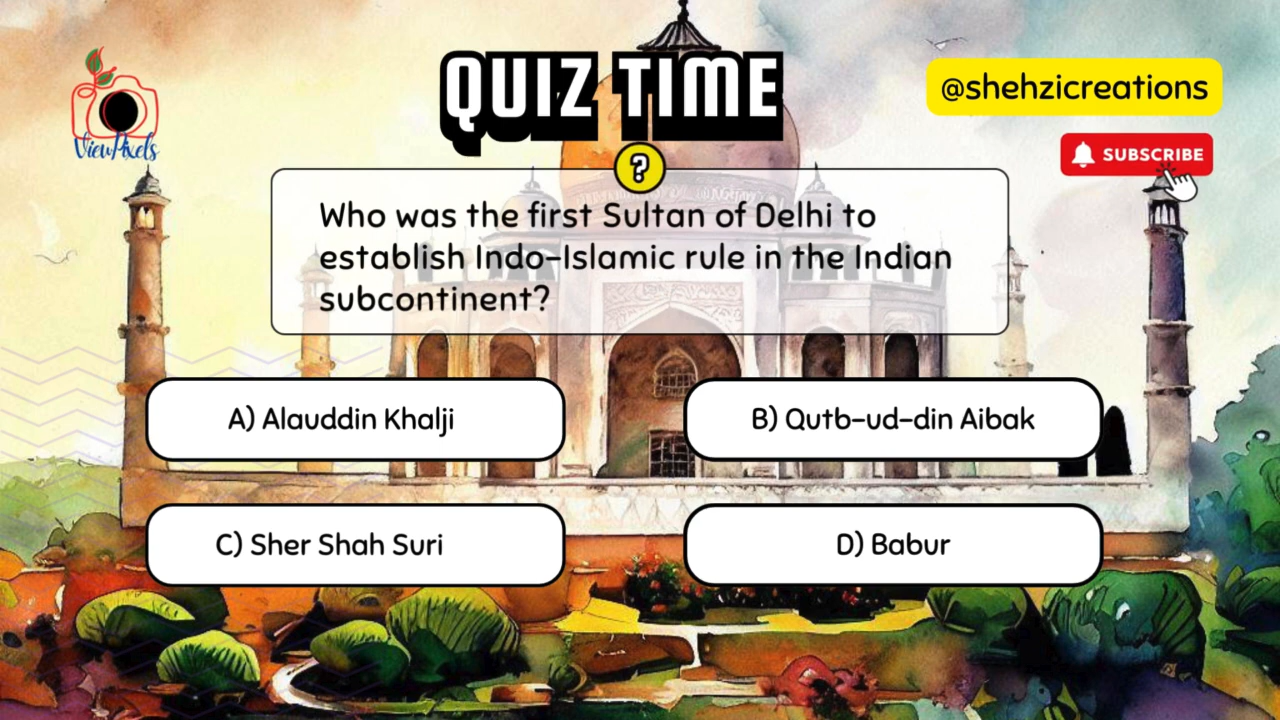 QUIZ TIME
@shehzicreations
ViewPixels
SUBSCRIBE
?
Who was the first Sultan of Delhi to
establish Indo-Islamic rule in the Indian
subcontinent?
A) Alauddin Khalji
B) Qutb-ud-din Aibak
C) Sher Shah Suri
D) Babur